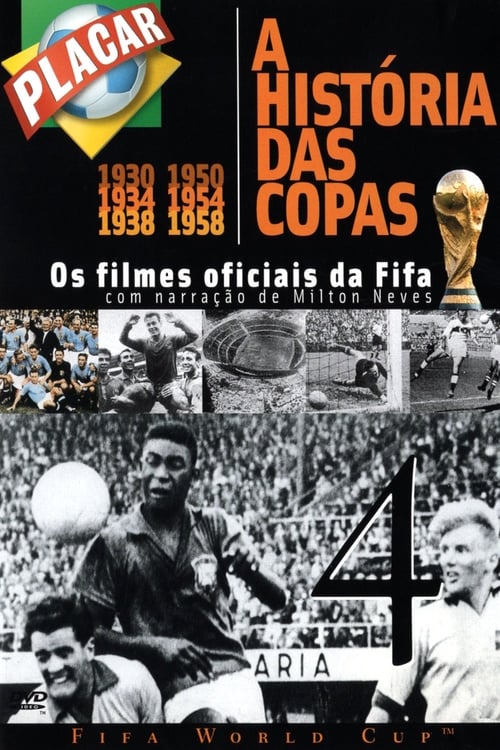 PLACAR
A
HISTÓRIA
DAS
COPAS
1930 1950
1934 1954
1938 1958
Os filmes oficiais da Fifa
com narração de Milton Neves
4
ARIA
DVD
VIDEO™
FIFA WORLD CUP™